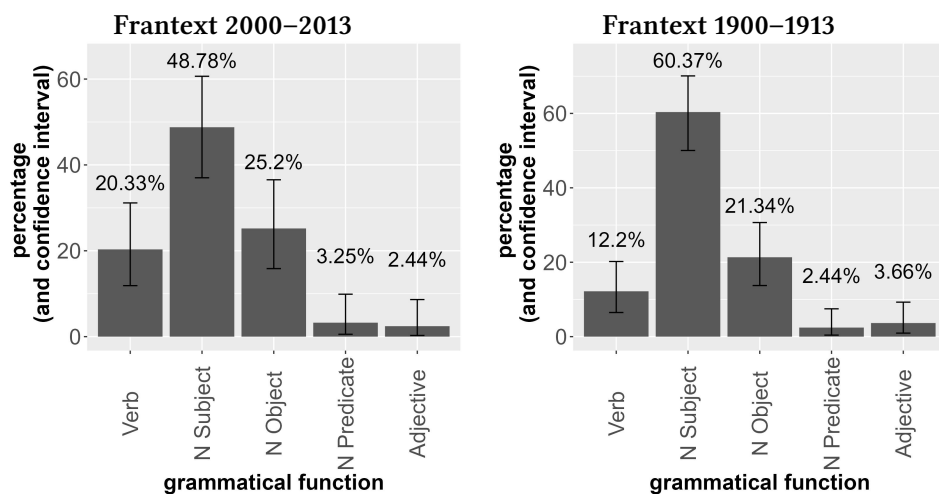 Frantext 2000–2013
percentage
(and confidence interval)
60
40
20
0
20.33%
48.78%
25.2%
3.25%
2.44%
Verb
N Subject
N Object
N Predicate
Adjective
grammatical function
Frantext 1900–1913
percentage
(and confidence interval)
60
40
20
0
12.2%
60.37%
21.34%
2.44%
3.66%
Verb
N Subject
N Object
N Predicate
Adjective
grammatical function